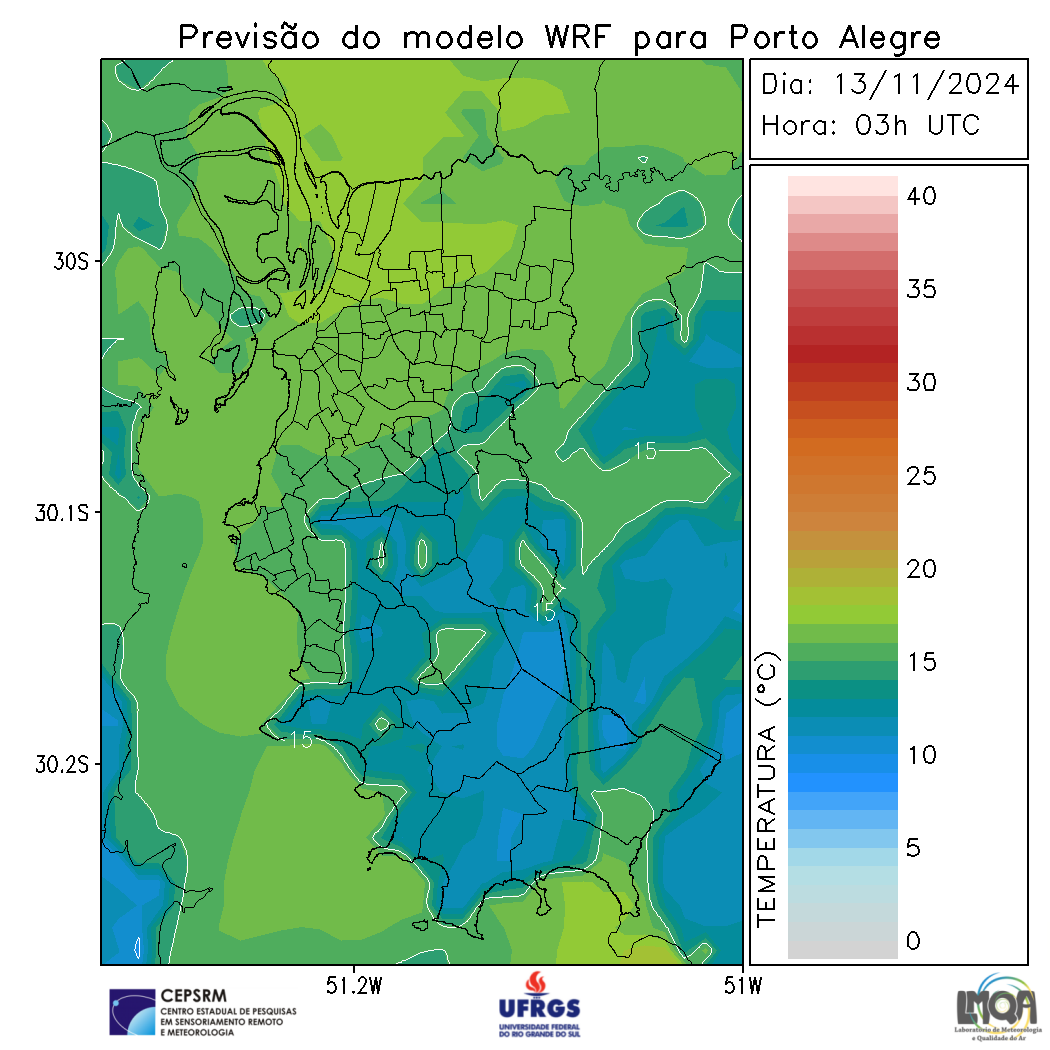 Previsão do modelo WRF para Porto Alegre
Dia: 13/11/2024
Hora: 03h UTC
40
35
30
25
20
15
10
5
0
TEMPERATURA (°C)
30S
30.1S
30.2S
51.2W
51W
15
15
15
CEPSRM
CENTRO ESTADUAL DE PESQUISAS
EM SENSORIAMENTO REMOTO
E METEOROLOGIA
UFRGS
UNIVERSIDADE FEDERAL
DO RIO GRANDE DO SUL
LMQA
Laboratório de Meteorologia
e Qualidade do Ar